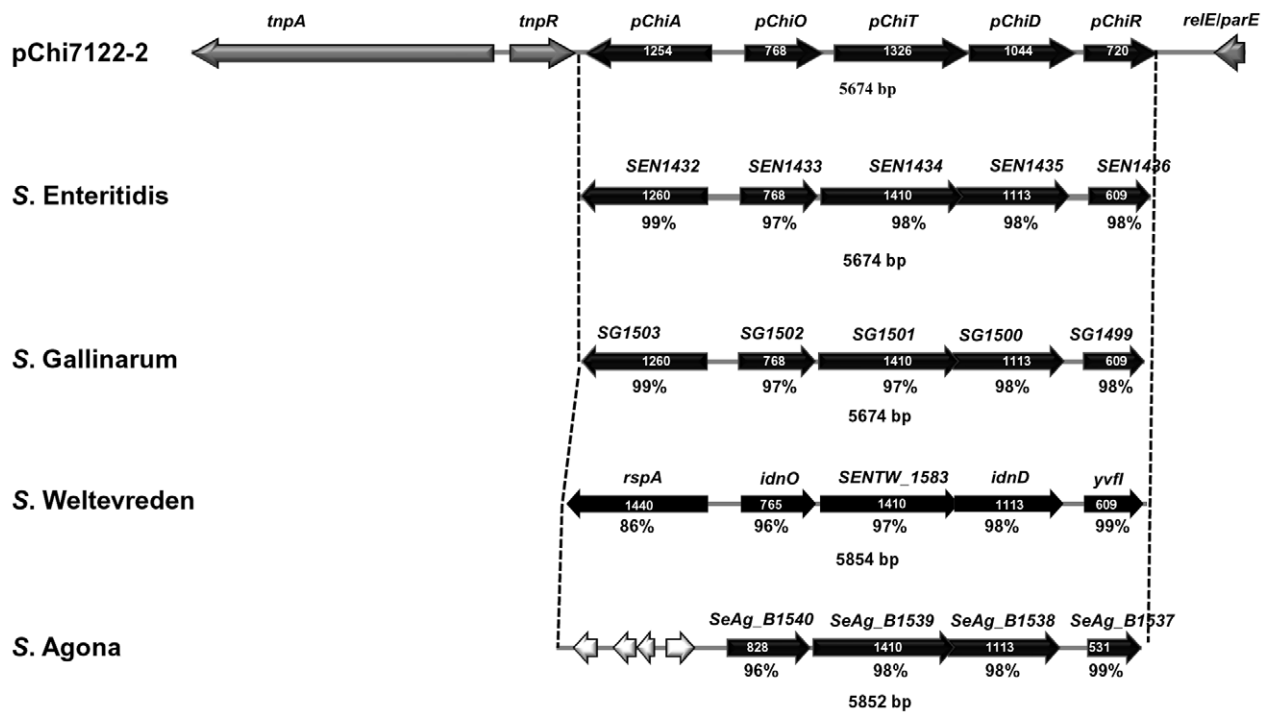 tnpA tnpR pChiA pChiO pChiT pChiD pChiR relE/parE
pChi7122-2 1254 768 1326 1044 720
5674 bp
SEN1432 SEN1433 SEN1434 SEN1435 SEN1436
S. Enteritidis 1260 768 1410 1113 609
99% 97% 98% 98% 98%
5674 bp
SG1503 SG1502 SG1501 SG1500 SG1499
S. Gallinarum 1260 768 1410 1113 609
99% 97% 97% 98% 98%
5674 bp
rspA idnO SENTW_1583 idnD yvfI
S. Weltevreden 1440 765 1410 1113 609
86% 96% 97% 98% 99%
5854 bp
SeAg_B1540 SeAg_B1539 SeAg_B1538 SeAg_B1537
S. Agona 828 1410 1113 531
96% 98% 98% 99%
5852 bp